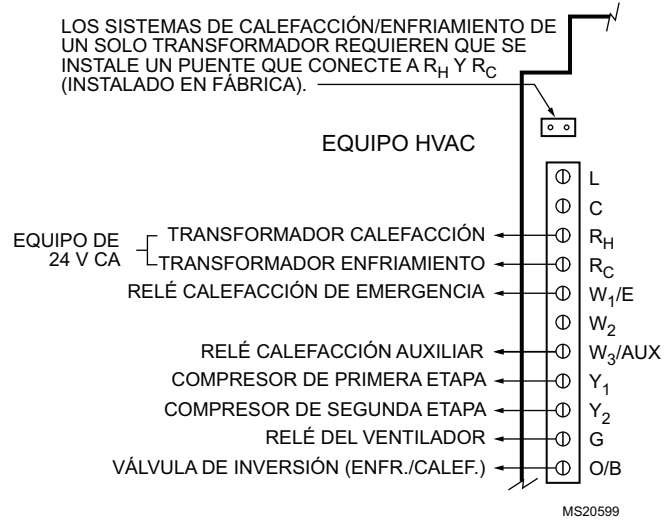 LOS SISTEMAS DE CALEFACCIÓN/ENFRIAMIENTO DE
UN SOLO TRANSFORMADOR REQUIEREN QUE SE
INSTALE UN PUENTE QUE CONECTE A RH Y RC
(INSTALADO EN FÁBRICA).
EQUIPO HVAC
L
C
EQUIPO DE
24 V CA
TRANSFORMADOR CALEFACCIÓN RH
TRANSFORMADOR ENFRIAMIENTO RC
RELÉ CALEFACCIÓN DE EMERGENCIA W1/E
W2
RELÉ CALEFACCIÓN AUXILIAR W3/AUX
COMPRESOR DE PRIMERA ETAPA Y1
COMPRESOR DE SEGUNDA ETAPA Y2
RELÉ DEL VENTILADOR G
VÁLVULA DE INVERSIÓN (ENFR./CALEF.) O/B
MS20599